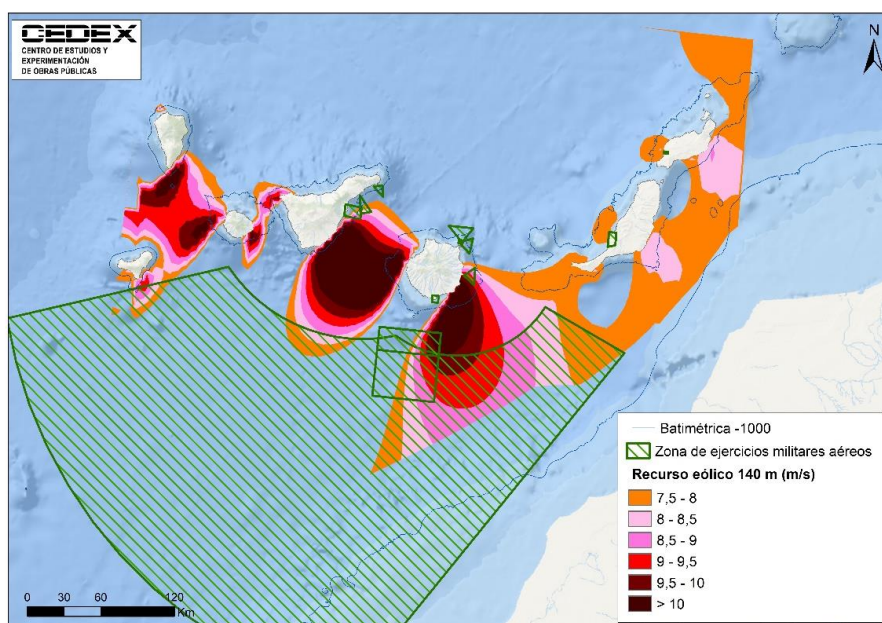 CEDEX
CENTRO DE ESTUDIOS Y
EXPERIMENTACIÓN
DE OBRAS PÚBLICAS
N
Batimétrica -1000
Zona de ejercicios militares aéreos
Recurso eólico 140 m (m/s)
7,5 - 8
8 - 8,5
8,5 - 9
9 - 9,5
9,5 - 10
> 10
0 30 60 120
Km